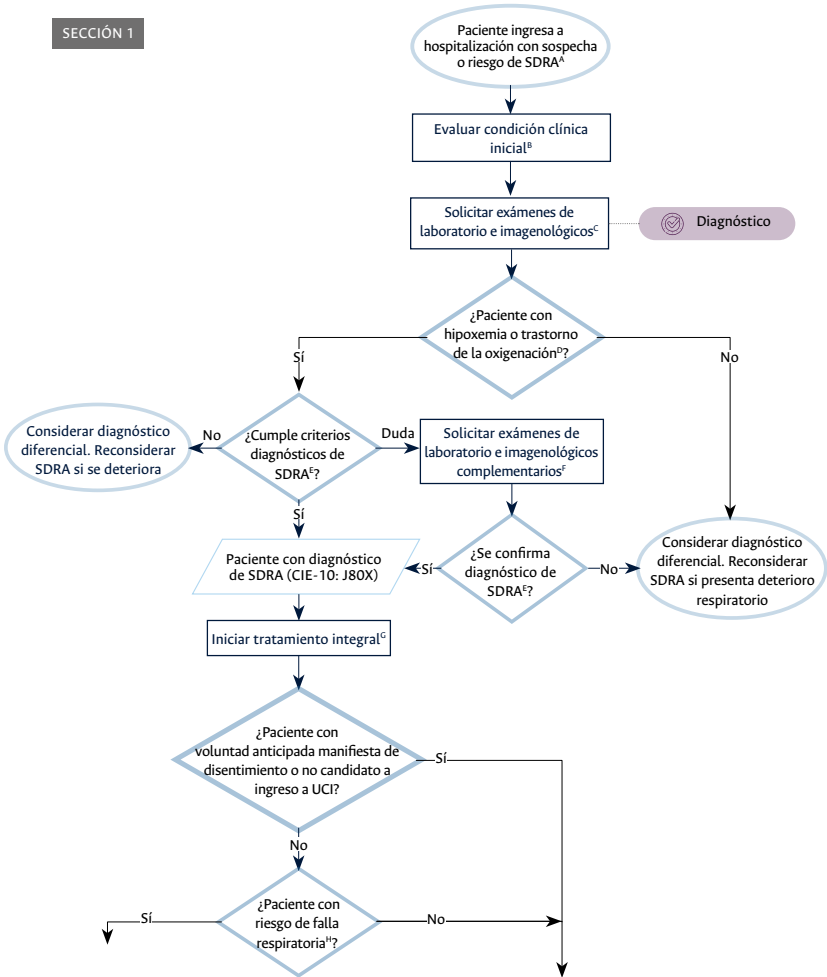 SECCIÓN 1
Paciente ingresa a
hospitalización con sospecha
o riesgo de SDRAᴬ
Evaluar condición clínica
inicialᴮ
Solicitar exámenes de
laboratorio e imagenológicosᶜ
Diagnóstico
¿Paciente con
hipoxemia o trastorno
de la oxigenaciónᴰ?
Sí
No
Considerar diagnóstico
diferencial. Reconsiderar
SDRA si se deteriora
No
¿Cumple criterios
diagnósticos de
SDRAᴱ?
Duda
Solicitar exámenes de
laboratorio e imagenológicos
complementariosᶠ
Sí
Paciente con diagnóstico
de SDRA (CIE-10: J80X)
Sí
¿Se confirma
diagnóstico de
SDRAᴱ?
No
Considerar diagnóstico
diferencial. Reconsiderar
SDRA si presenta deterioro
respiratorio
Iniciar tratamiento integralᴳ
¿Paciente con
voluntad anticipada manifiesta de
disentimiento o no candidato a
ingreso a UCI?
Sí
No
¿Paciente con
riesgo de falla
respiratoriaᴴ?
Sí
No